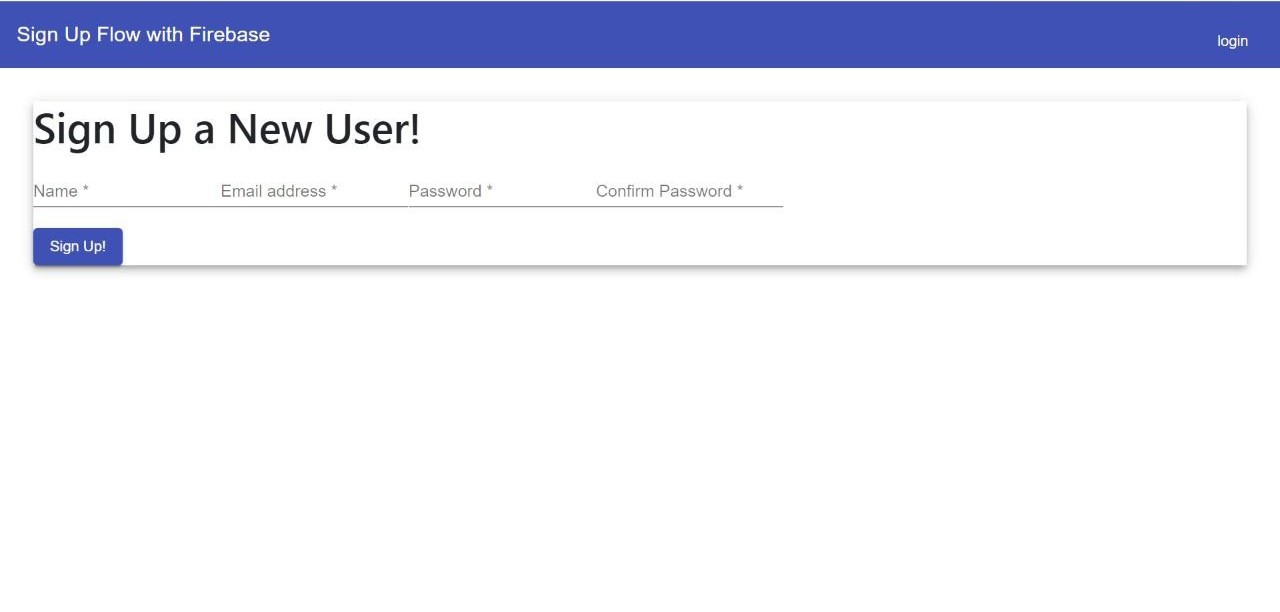 Sign Up Flow with Firebase
login
Sign Up a New User!
Name * Email address * Password * Confirm Password *
Sign Up!